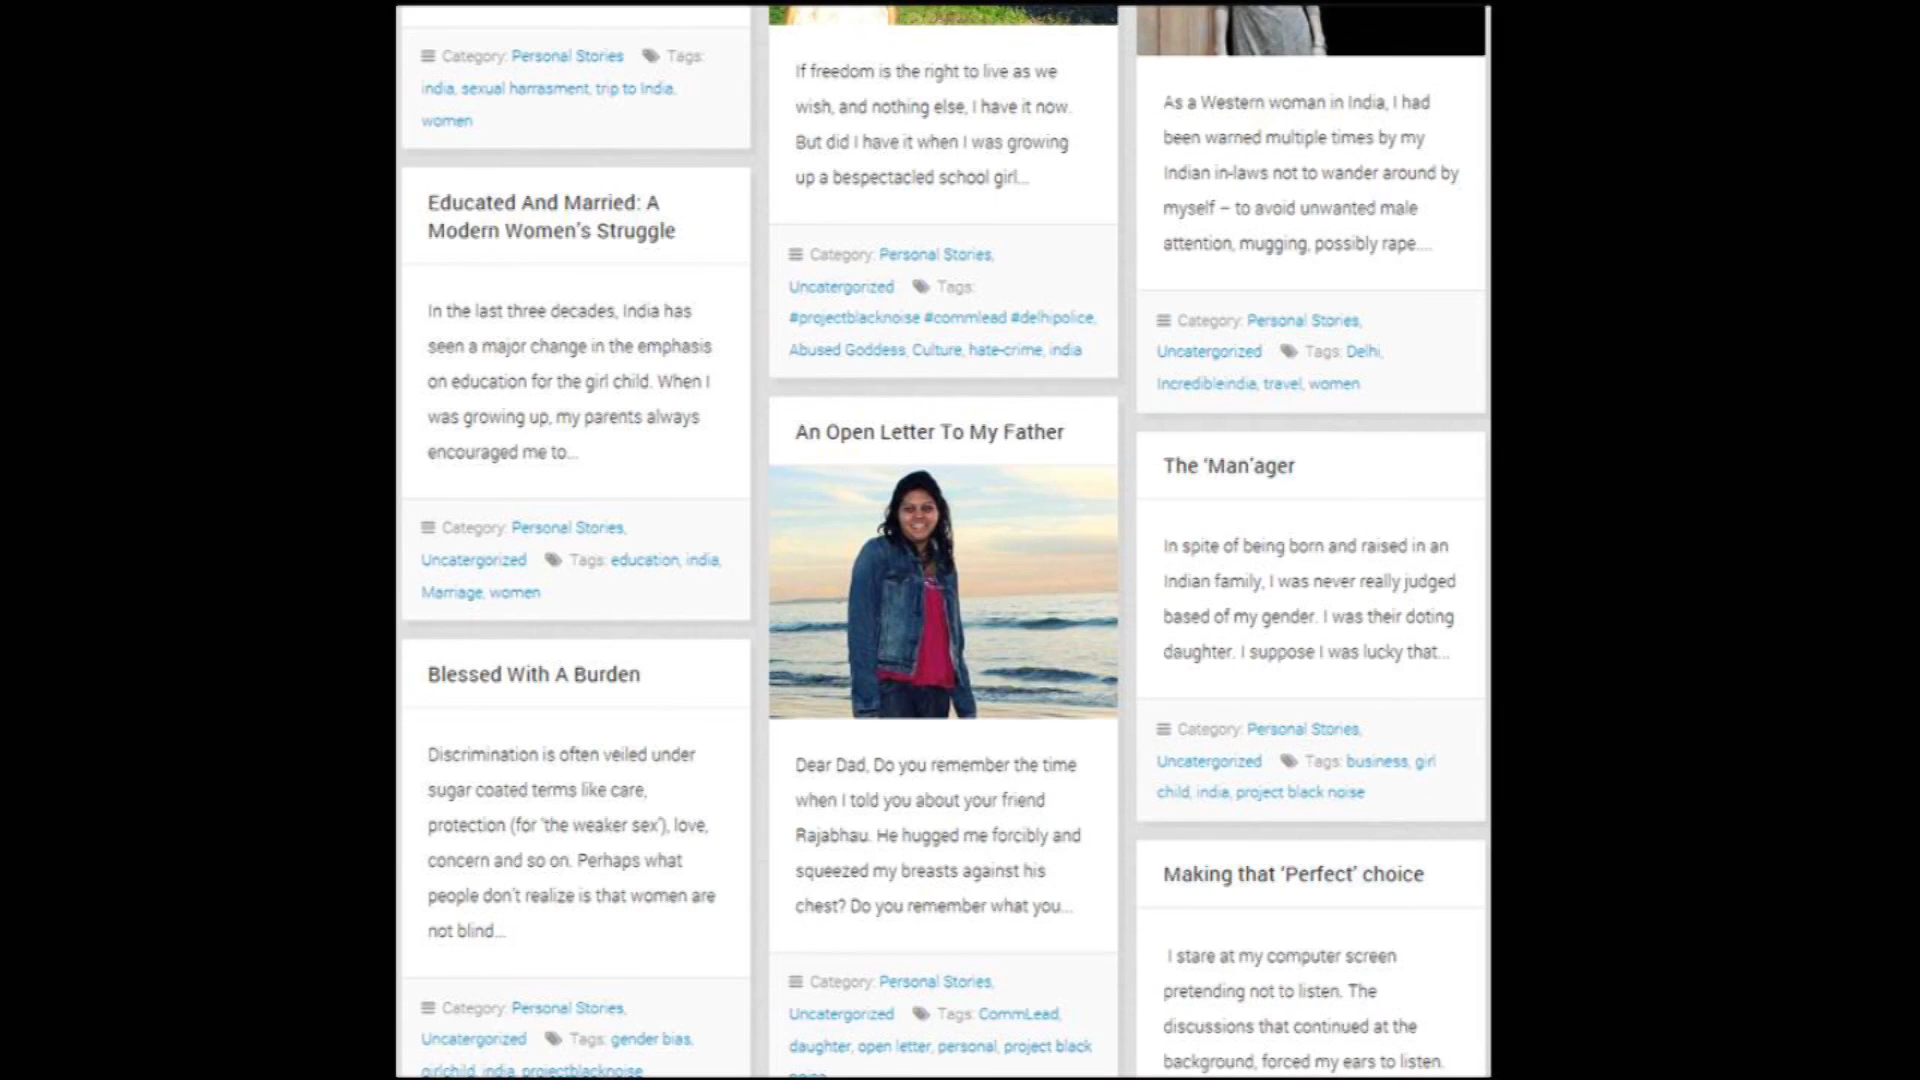 Category: Personal Stories Tags:
india, sexual harrasment, trip to India,
women
Educated And Married: A
Modern Women's Struggle
In the last three decades, India has
seen a major change in the emphasis
on education for the girl child. When I
was growing up, my parents always
encouraged me to...
Category: Personal Stories,
Uncatergorized Tags: education, india,
Marriage, women
Blessed With A Burden
Discrimination is often veiled under
sugar coated terms like care,
protection (for 'the weaker sex'), love,
concern and so on. Perhaps what
people don't realize is that women are
not blind...
Category: Personal Stories,
Uncatergorized Tags: gender bias,
girlchild, india, projectblacknoise
If freedom is the right to live as we
wish, and nothing else, I have it now.
But did I have it when I was growing
up a bespectacled school girl...
Category: Personal Stories,
Uncatergorized Tags:
#projectblacknoise #commlead #delhipolice,
Abused Goddess, Culture, hate-crime, india
An Open Letter To My Father
Dear Dad, Do you remember the time
when I told you about your friend
Rajabhau. He hugged me forcibly and
squeezed my breasts against his
chest? Do you remember what you...
Category: Personal Stories,
Uncatergorized Tags: CommLead,
daughter, open letter, personal, project black
As a Western woman in India, I had
been warned multiple times by my
Indian in-laws not to wander around by
myself – to avoid unwanted male
attention, mugging, possibly rape....
Category: Personal Stories,
Uncatergorized Tags: Delhi,
Incredibleindia, travel, women
The 'Man'ager
In spite of being born and raised in an
Indian family, I was never really judged
based of my gender. I was their doting
daughter. I suppose I was lucky that...
Category: Personal Stories,
Uncatergorized Tags: business, girl
child, india, project black noise
Making that 'Perfect' choice
I stare at my computer screen
pretending not to listen. The
discussions that continued at the
background, forced my ears to listen.